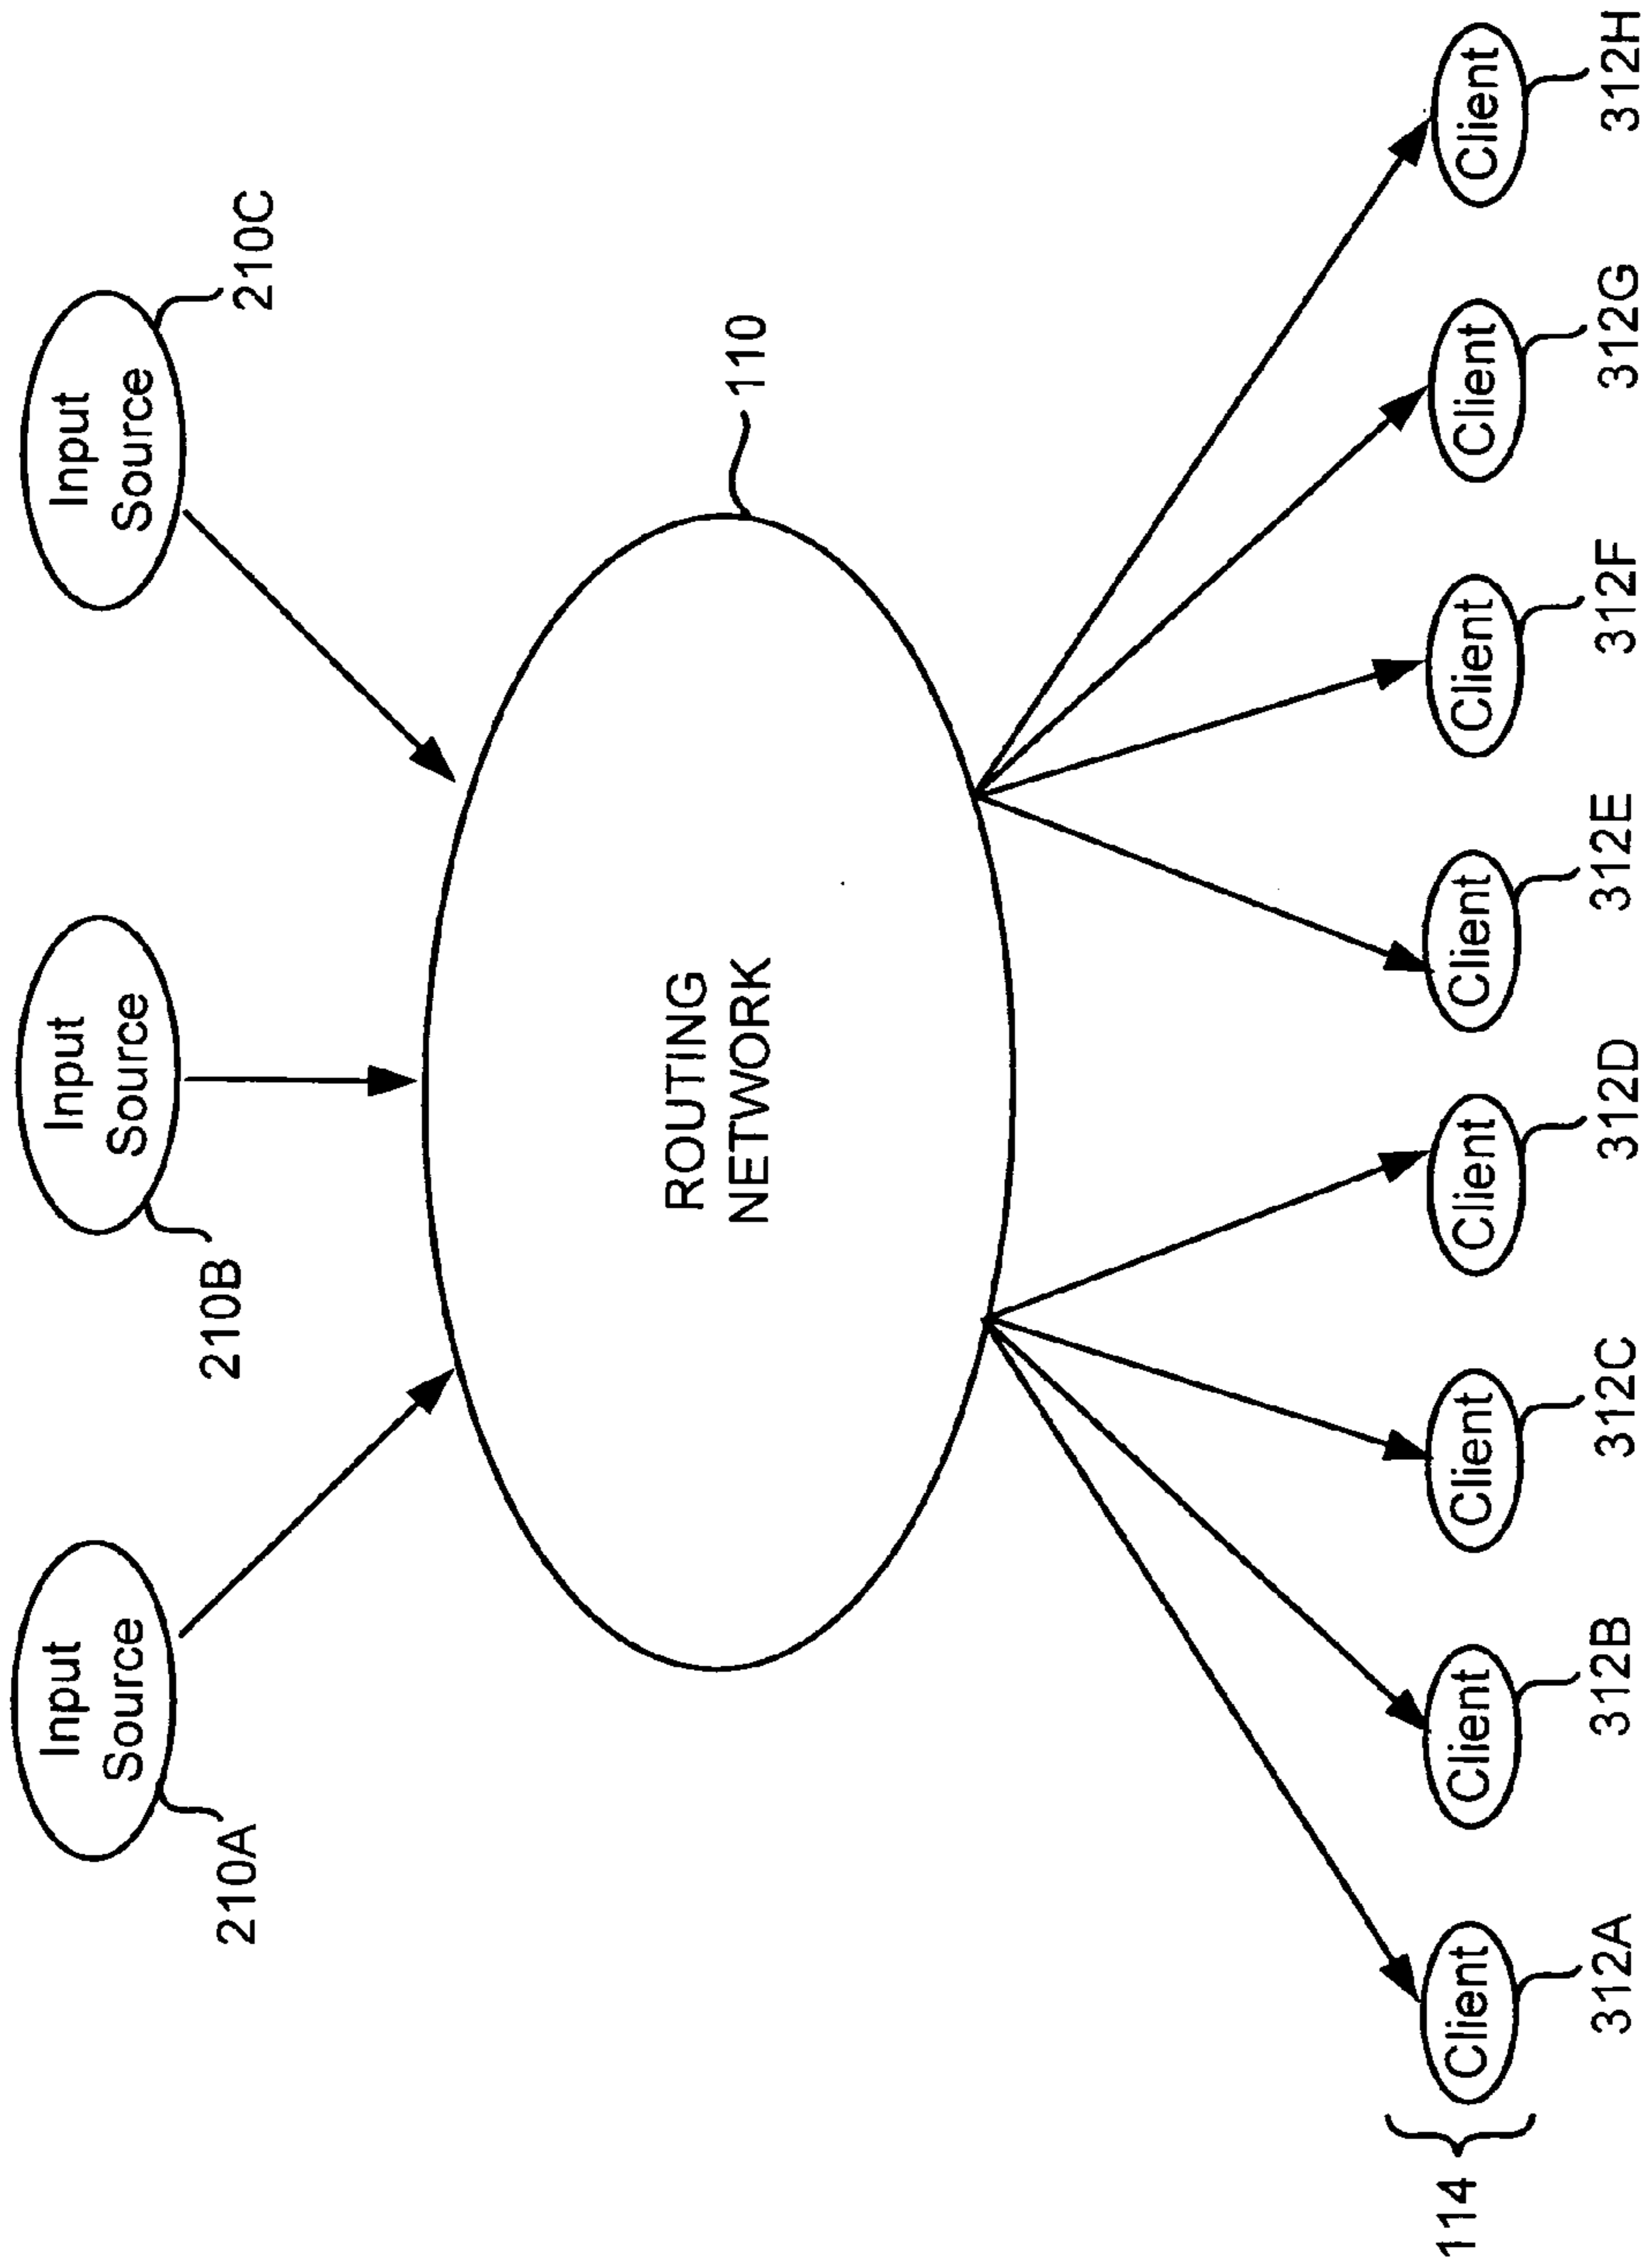 Input
Source
210A
Input
Source
210B
Input
Source
210C
ROUTING
NETWORK
110
114
Client
Client
Client
Client
Client
Client
Client
Client
312A
312B
312C
312D
312E
312F
312G
312H